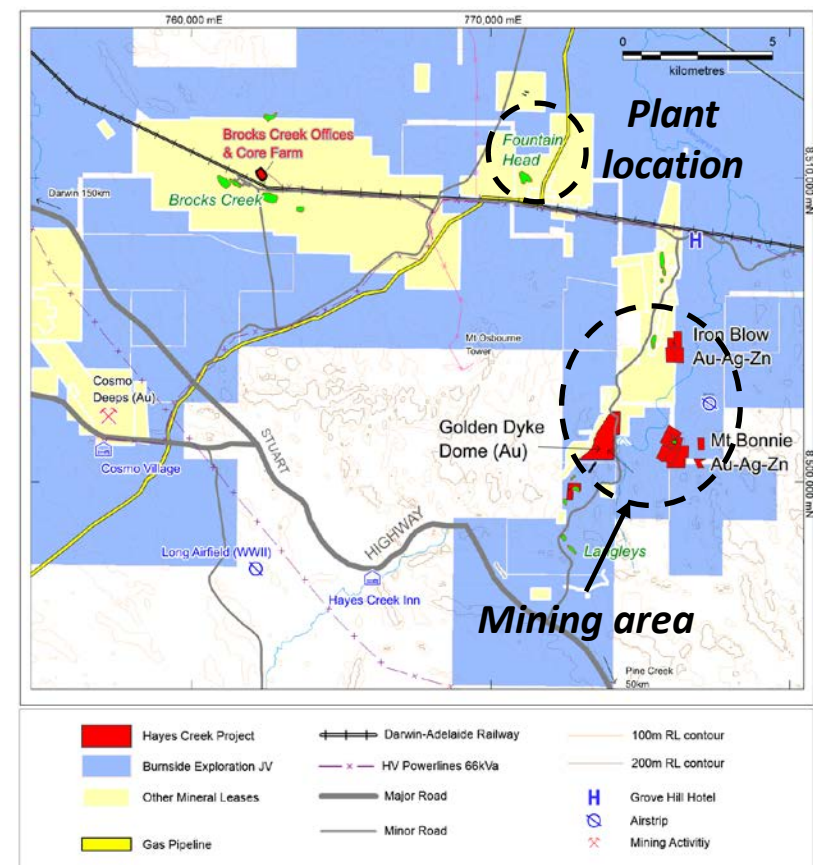 760,000 mE
770,000 mE
0
5
kilometres
Plant
location
Brocks Creek Offices
& Core Farm
Fountain
Head
8,510,000 mN
Darwin 150km
Brocks Creek
H
Mt Osbourne
Tower
Iron Blow
Au-Ag-Zn
Cosmo
Deeps (Au)
Golden Dyke
Dome (Au)
Mt Bonnie
Au-Ag-Zn
STUART
Cosmo Village
8,500,000 mN
HIGHWAY
Long Airfield (WWII)
Langleys
Hayes Creek Inn
Mining area
Pine Creek
50km
Hayes Creek Project
Burnside Exploration JV
Other Mineral Leases
Gas Pipeline
Darwin-Adelaide Railway
HV Powerlines 66kVa
Major Road
Minor Road
100m RL contour
200m RL contour
H Grove Hill Hotel
Airstrip
Mining Activitiy